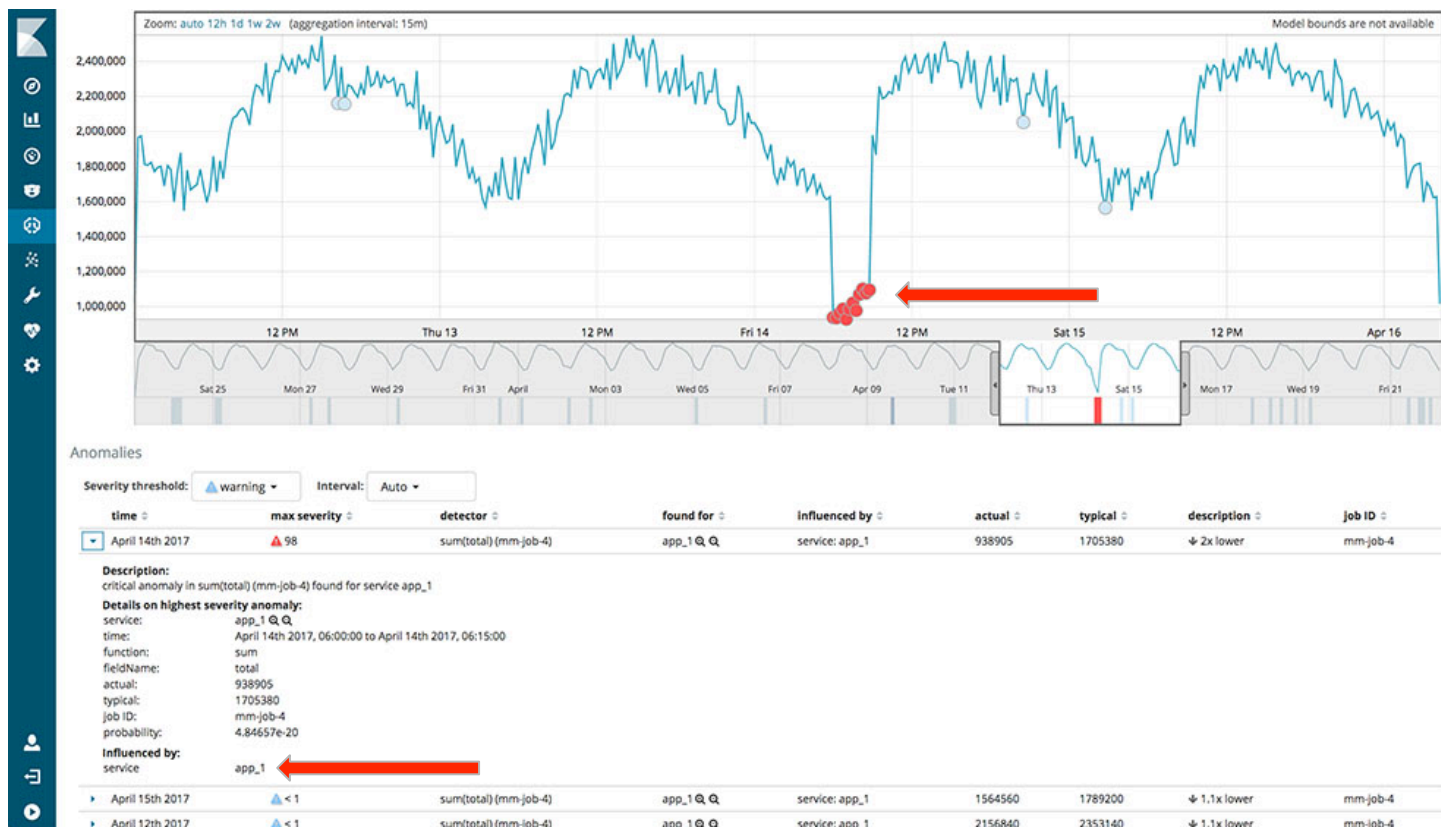 Zoom: auto 12h 1d 1w 2w (aggregation interval: 15m) Model bounds are not available
2,400,000
2,200,000
2,000,000
1,800,000
1,600,000
1,400,000
1,200,000
1,000,000
12 PM Thu 13 12 PM Fri 14 12 PM Sat 15 12 PM Apr 16
Sat 25 Mon 27 Wed 29 Fri 31 April Mon 03 Wed 05 Fri 07 Apr 09 Tue 11 Thu 13 Sat 15 Mon 17 Wed 19 Fri 21
Anomalies
Severity threshold: warning Interval: Auto
time max severity detector found for influenced by actual typical description job ID
April 14th 2017 98 sum(total) (mm-job-4) app_1 service: app_1 938905 1705380 2x lower mm-job-4
Description:
critical anomaly in sum(total) (mm-job-4) found for service app_1
Details on highest severity anomaly:
service: app_1
time: April 14th 2017, 06:00:00 to April 14th 2017, 06:15:00
function: sum
fieldName: total
actual: 938905
typical: 1705380
job ID: mm-job-4
probability: 4.84657e-20
Influenced by:
service app_1
April 15th 2017 < 1 sum(total) (mm-job-4) app_1 service: app_1 1564560 1789200 1.1x lower mm-job-4
April 12th 2017 < 1 sum(total) (mm-job-4) app_1 service: app_1 2156840 2353140 1.1x lower mm-job-4